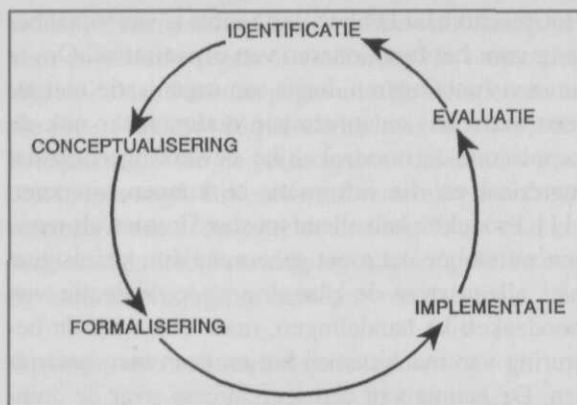 IDENTIFICATIE
EVALUATIE
CONCEPTUALISERING
IMPLEMENTATIE
FORMALISERING